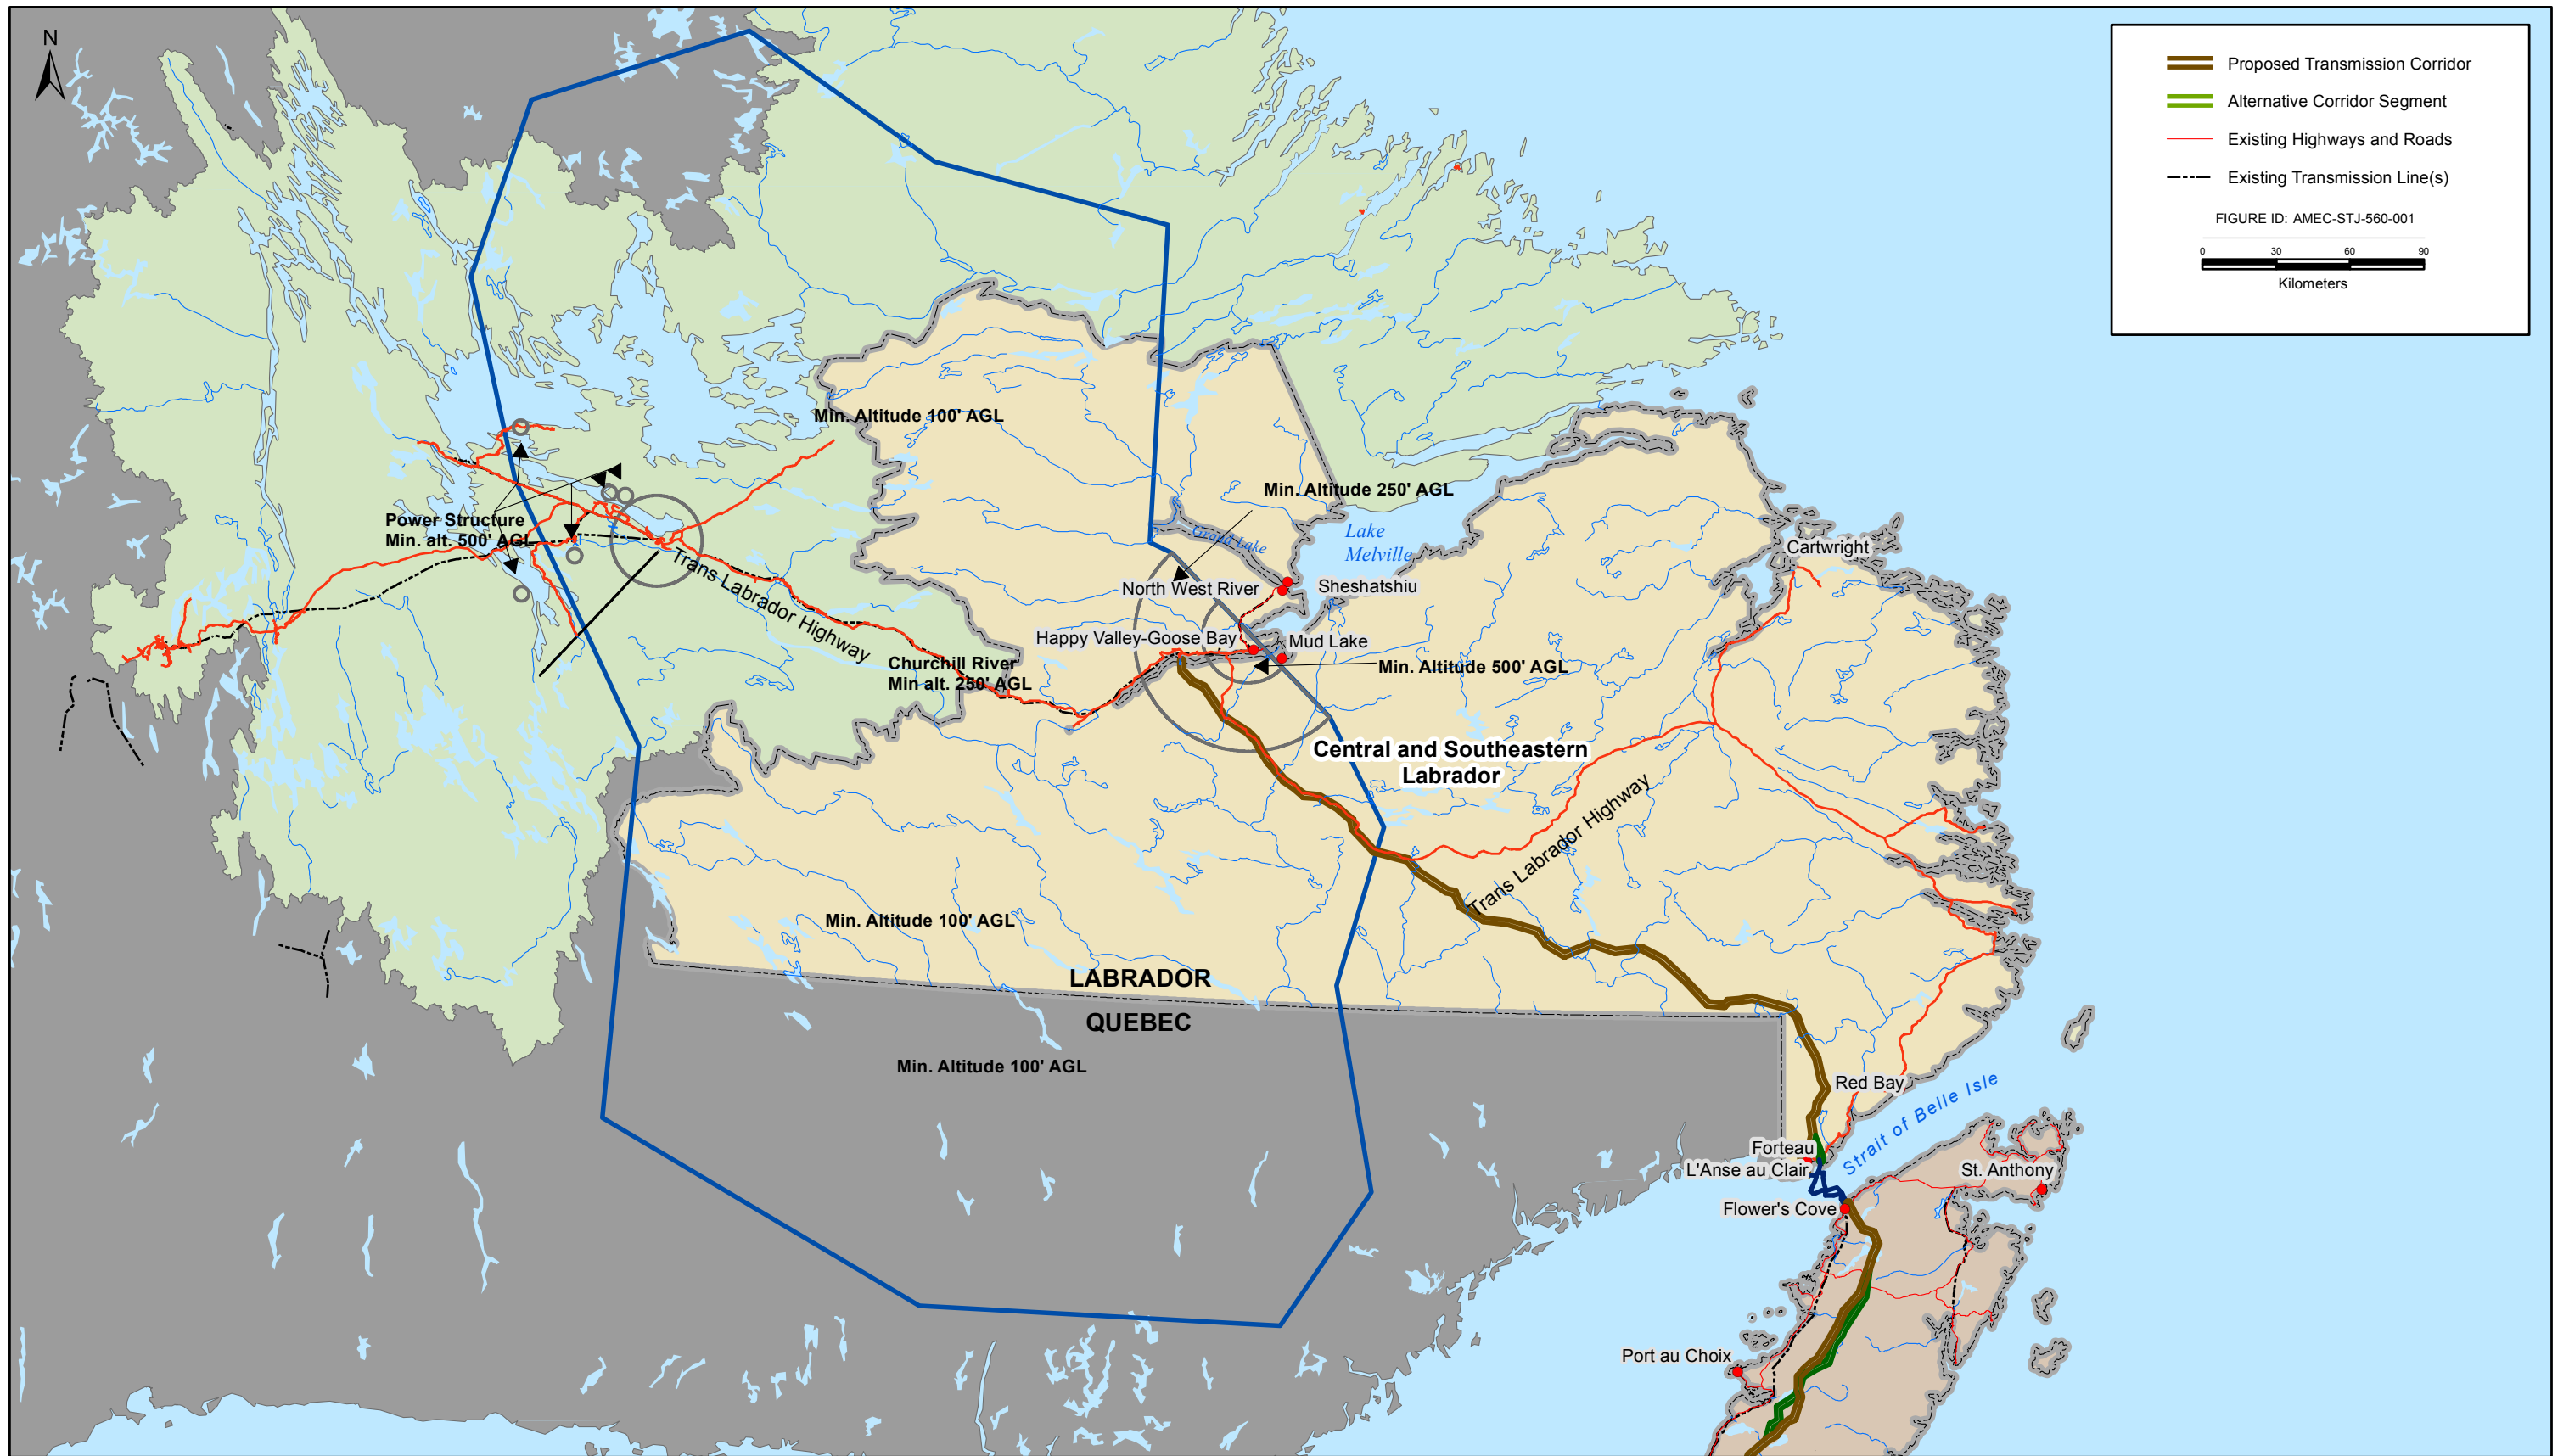 N
Proposed Transmission Corridor
Alternative Corridor Segment
Existing Highways and Roads
Existing Transmission Line(s)
FIGURE ID: AMEC-STJ-560-001
0 30 60 90
Kilometers
Min. Altitude 100' AGL
Min. Altitude 250' AGL
Power Structure
Min. alt. 500' AGL
Lake
Melville
Grand Lake
Cartwright
Trans Labrador Highway
North West River
Sheshatshiu
Happy Valley-Goose Bay
Mud Lake
Churchill River
Min alt. 250' AGL
Min. Altitude 500' AGL
Central and Southeastern
Labrador
Trans Labrador Highway
Min. Altitude 100' AGL
LABRADOR
QUEBEC
Min. Altitude 100' AGL
Red Bay
Strait of Belle Isle
Forteau
L'Anse au Clair
St. Anthony
Flower's Cove
Port au Choix